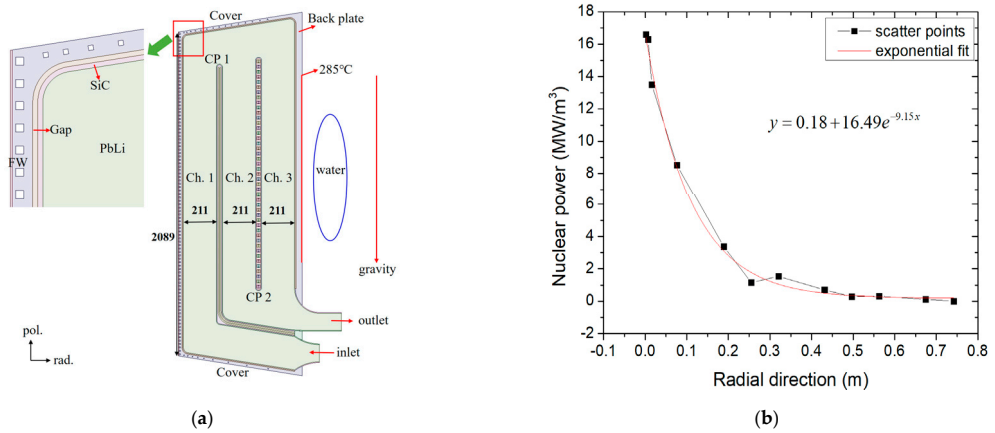 Cover
Back plate
CP 1
285℃
SiC
Gap
FW
PbLi
Ch. 1
Ch. 2
Ch. 3
water
211
211
211
2089
gravity
CP 2
outlet
pol.
rad.
inlet
Cover
(a)
18
16
14
12
10
8
6
4
2
0
-2
Nuclear power (MW/m³)
scatter points
exponential fit
y = 0.18 + 16.49e^{-9.15x}
-0.1 0.0 0.1 0.2 0.3 0.4 0.5 0.6 0.7 0.8
Radial direction (m)
(b)